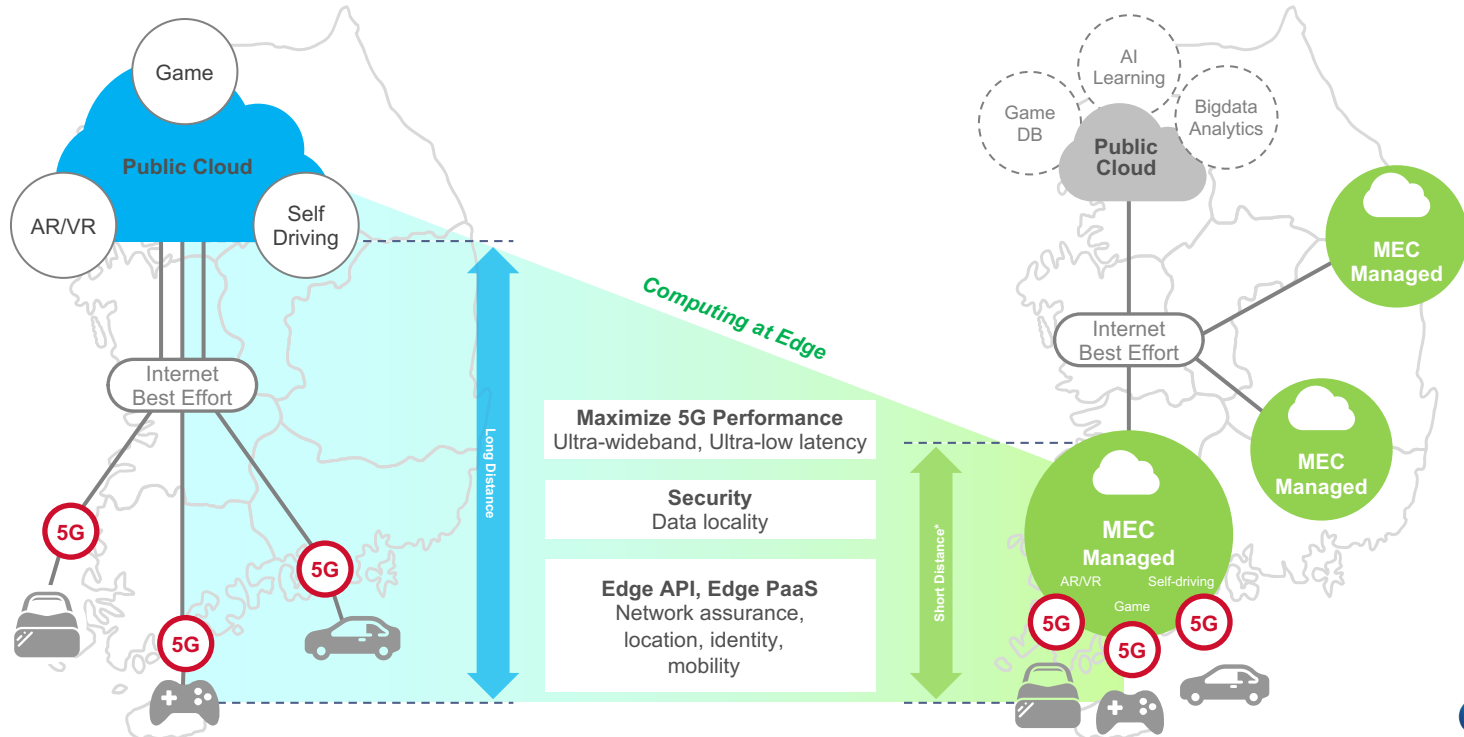 Game
Public Cloud
AR/VR
Self
Driving
Internet
Best Effort
5G
5G
5G
Long Distance
Computing at Edge
Maximize 5G Performance
Ultra-wideband, Ultra-low latency
Security
Data locality
Edge API, Edge PaaS
Network assurance,
location, identity,
mobility
Short Distance*
AI
Learning
Game
DB
Bigdata
Analytics
Public
Cloud
MEC
Managed
Internet
Best Effort
MEC
Managed
MEC
Managed
AR/VR
Self-driving
Game
5G
5G
5G